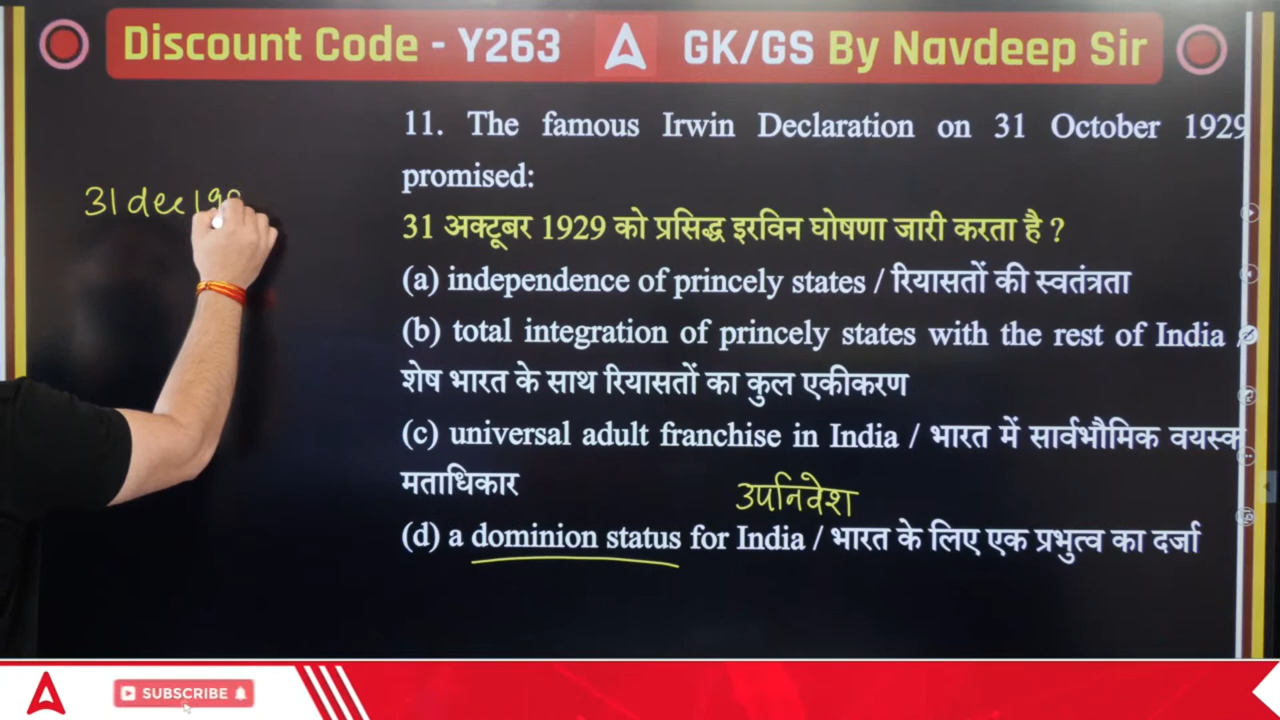 Discount Code - Y263 GK/GS By Navdeep Sir
11. The famous Irwin Declaration on 31 October 1929
promised:
31 dec
31 अक्टूबर 1929 को प्रसिद्ध इरविन घोषणा जारी करता है ?
(a) independence of princely states / रियासतों की स्वतंत्रता
(b) total integration of princely states with the rest of India /
शेष भारत के साथ रियासतों का कुल एकीकरण
(c) universal adult franchise in India / भारत में सार्वभौमिक वयस्क
मताधिकार
उपनिवेश
(d) a dominion status for India / भारत के लिए एक प्रभुत्व का दर्जा
SUBSCRIBE